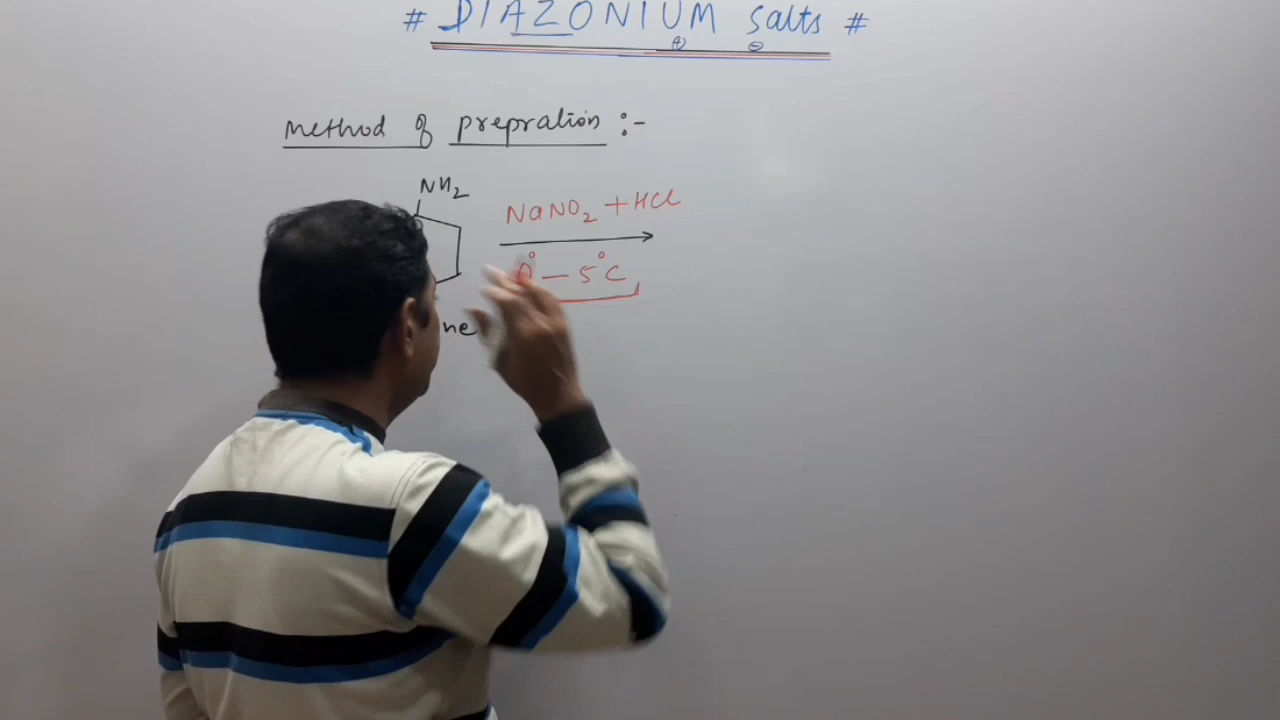 # DIAZONIUM Salts #
⊕ ⊖
Method of prepration :-
NH₂
NaNO₂ + HCl
0° — 5°C
ne